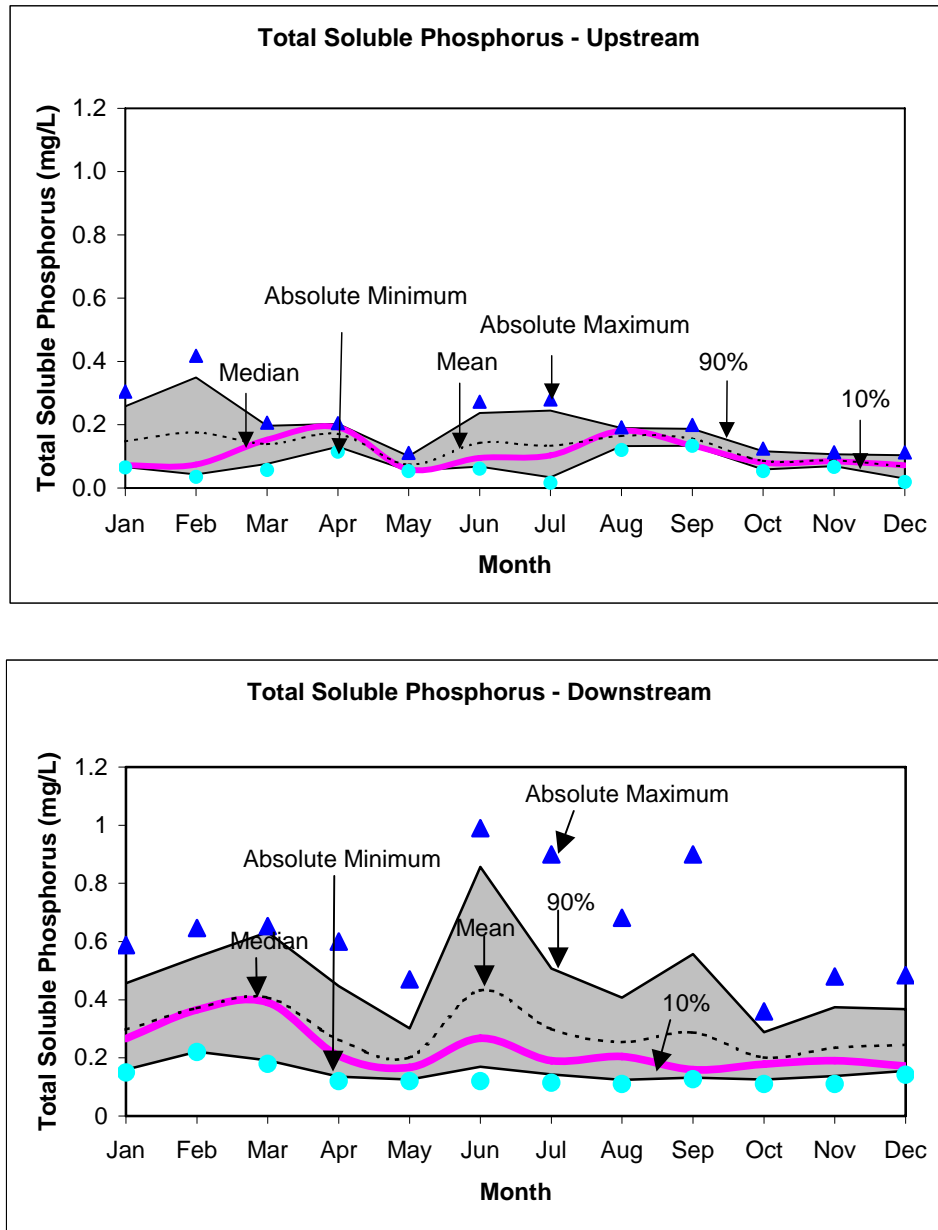 Total Soluble Phosphorus - Upstream
Total Soluble Phosphorus (mg/L)
1.2
1.0
0.8
0.6
0.4
0.2
0.0
Absolute Minimum
Absolute Maximum
Median
Mean
90%
10%
Jan Feb Mar Apr May Jun Jul Aug Sep Oct Nov Dec
Month
Total Soluble Phosphorus - Downstream
Total Soluble Phosphorus (mg/L)
1.2
1
0.8
0.6
0.4
0.2
0
Absolute Maximum
Absolute Minimum
90%
Mean
Median
10%
Jan Feb Mar Apr May Jun Jul Aug Sep Oct Nov Dec
Month